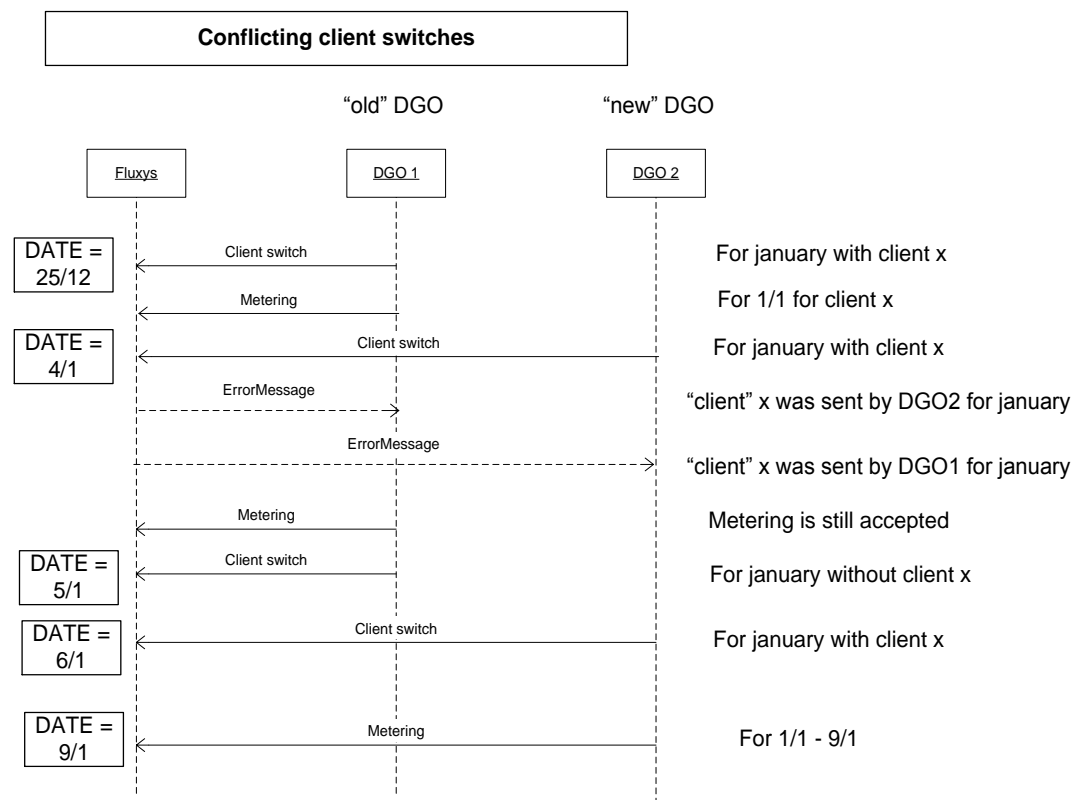 Conflicting client switches
“old” DGO
“new” DGO
Fluxys
DGO 1
DGO 2
DATE =
25/12
Client switch
For january with client x
Metering
For 1/1 for client x
DATE =
4/1
Client switch
For january with client x
ErrorMessage
“client” x was sent by DGO2 for january
ErrorMessage
“client” x was sent by DGO1 for january
Metering
Metering is still accepted
DATE =
5/1
Client switch
For january without client x
DATE =
6/1
Client switch
For january with client x
DATE =
9/1
Metering
For 1/1 - 9/1